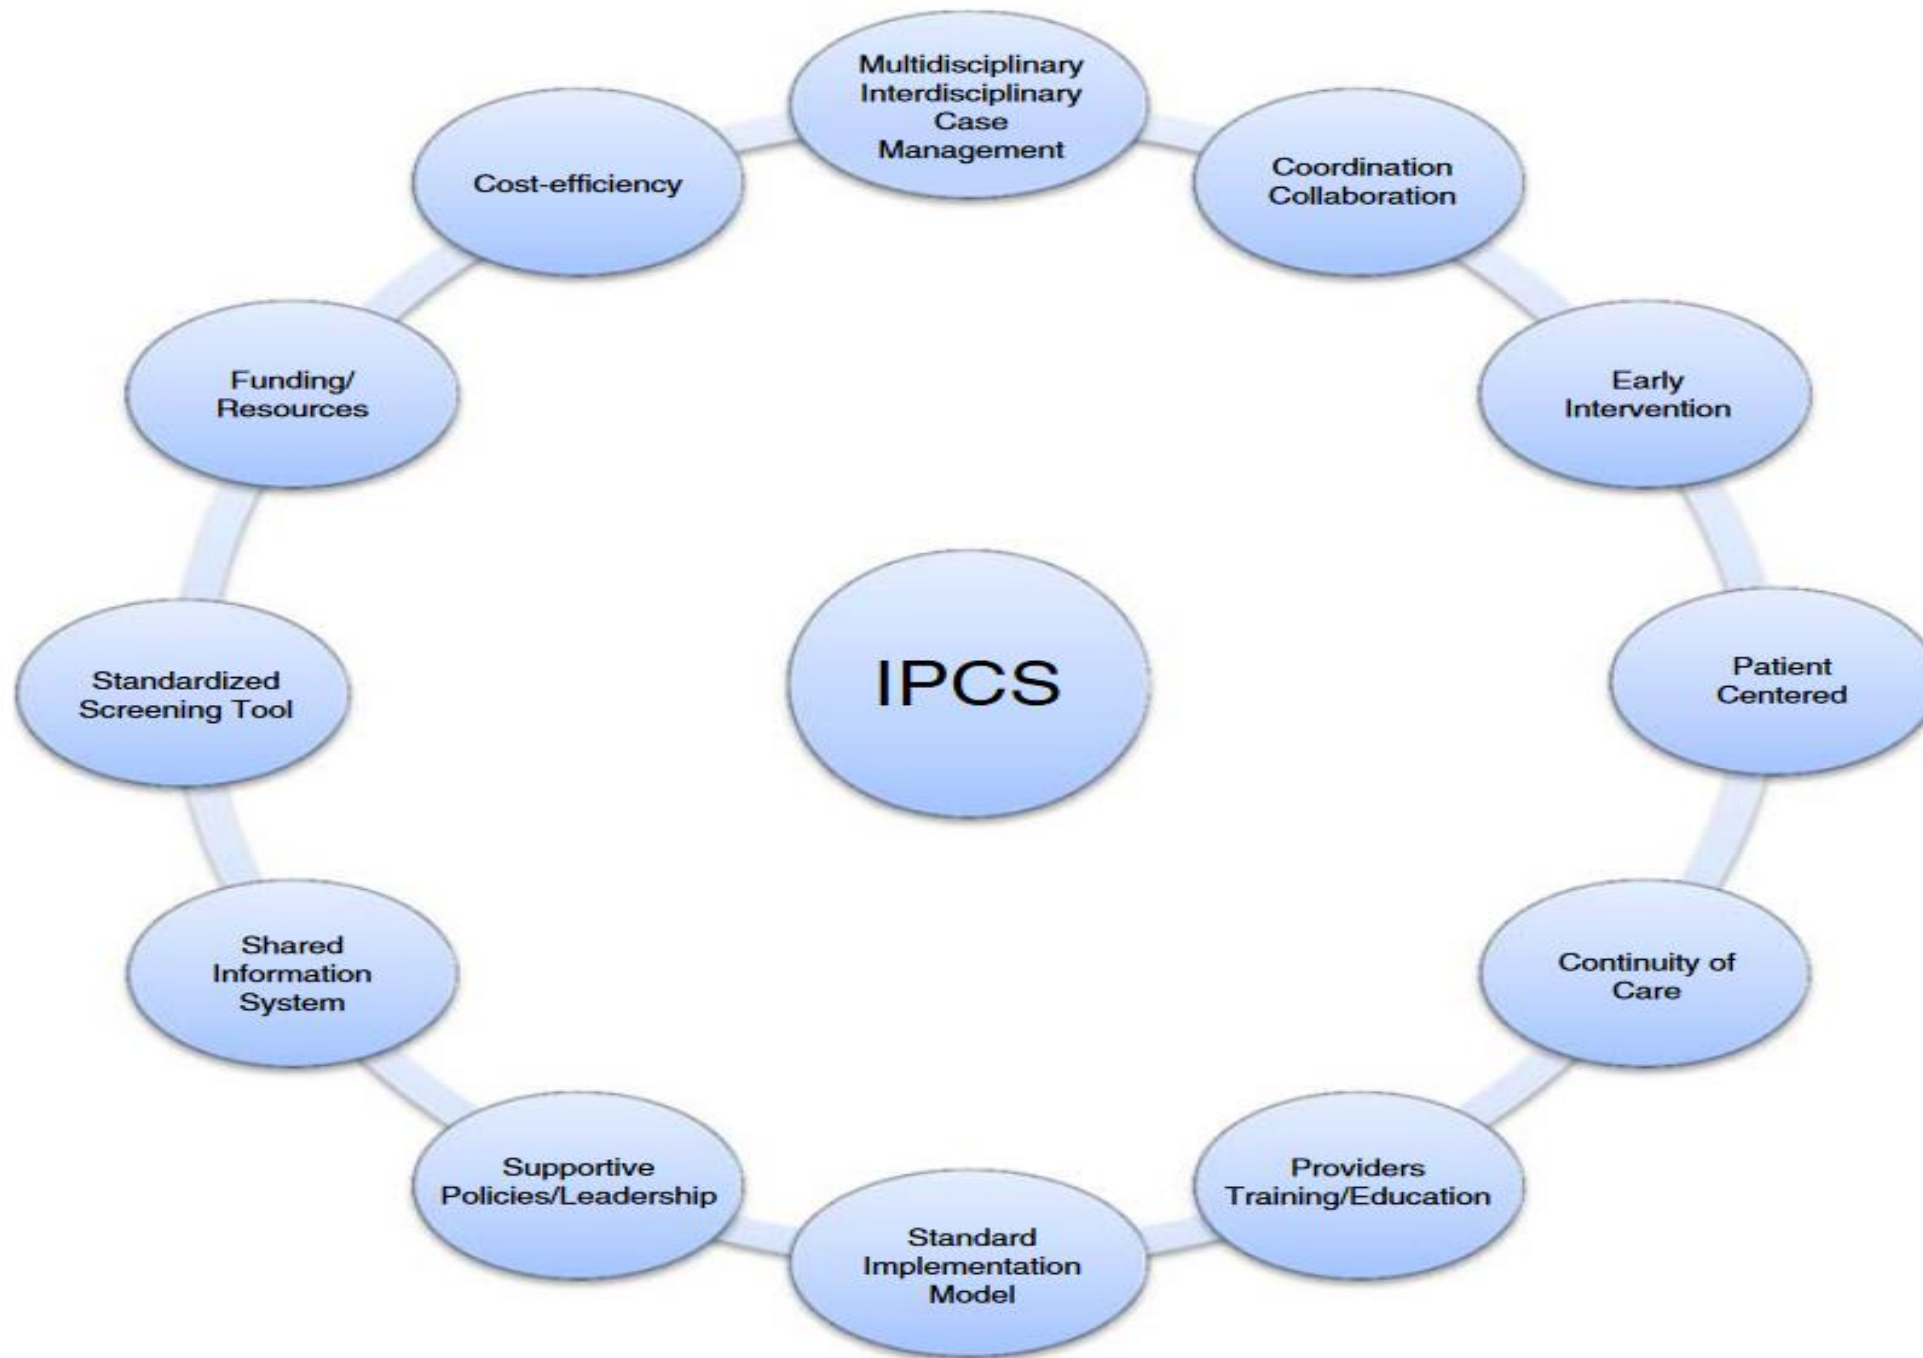 Multidisciplinary
Interdisciplinary
Case
Management
Coordination
Collaboration
Early
Intervention
Patient
Centered
Continuity of
Care
Providers
Training/Education
Standard
Implementation
Model
Supportive
Policies/Leadership
Shared
Information
System
Standardized
Screening Tool
Funding/
Resources
Cost-efficiency
IPCS